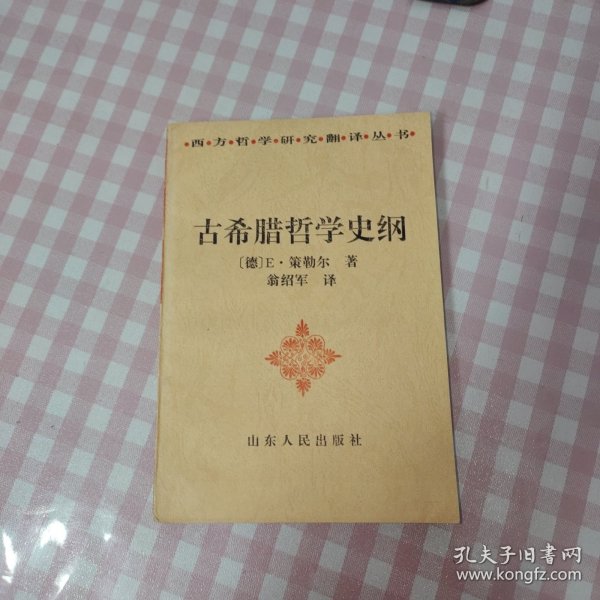 •西•方•哲•学•研•究•翻•译•丛•书•
古希腊哲学史纲
〔德〕E·策勒尔 著
翁绍军 译
山东人民出版社
孔夫子旧书网
www.kongfz.com